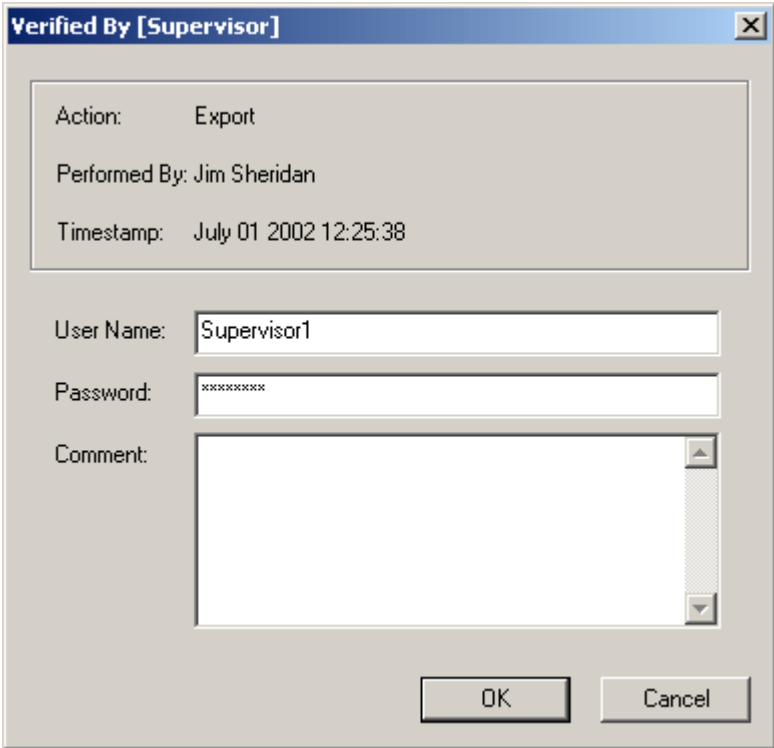 Verified By [Supervisor]
Action: Export
Performed By: Jim Sheridan
Timestamp: July 01 2002 12:25:38
User Name: Supervisor1
Password: ********
Comment:
OK Cancel